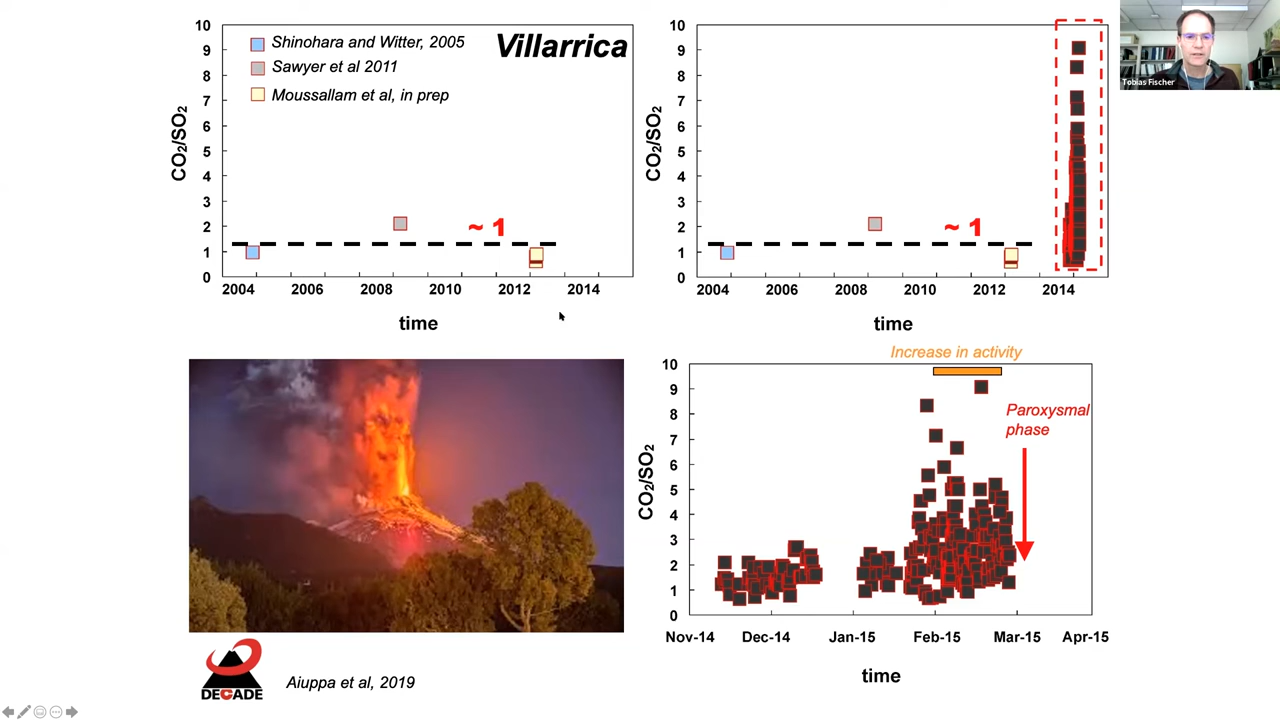 Villarrica
Shinohara and Witter, 2005
Sawyer et al 2011
Moussallam et al, in prep
CO2/SO2
10
9
8
7
6
5
4
3
2
1
0
~ 1
2004 2006 2008 2010 2012 2014
time
CO2/SO2
10
9
8
7
6
5
4
3
2
1
0
~ 1
2004 2006 2008 2010 2012 2014
time
Tobias Fischer
Increase in activity
Paroxysmal
phase
CO2/SO2
10
9
8
7
6
5
4
3
2
1
0
Nov-14 Dec-14 Jan-15 Feb-15 Mar-15 Apr-15
time
DECADE
Aiuppa et al, 2019